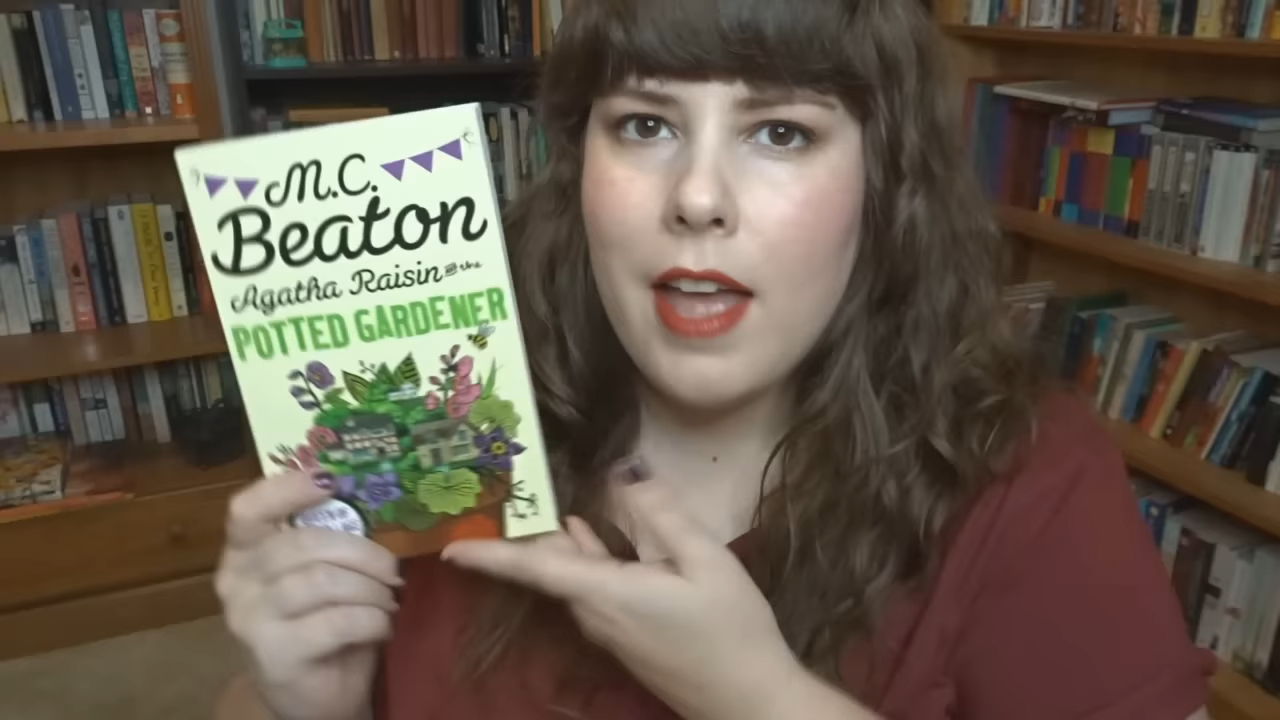 M.C.
Beaton
Agatha Raisin and the
POTTED GARDENER